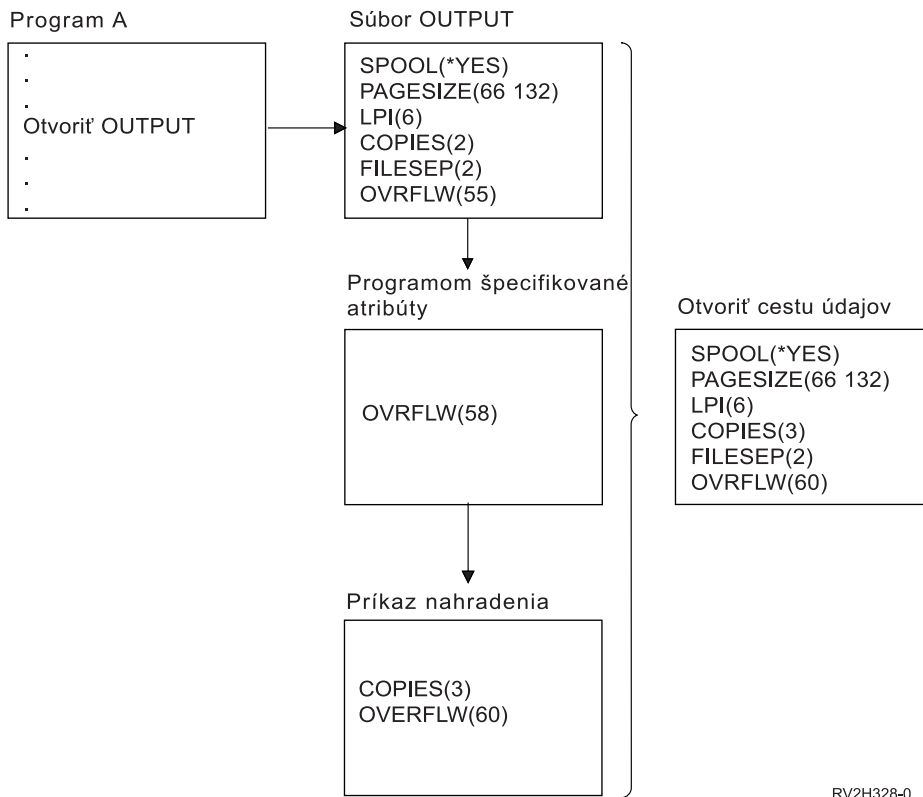 Program A
.
.
.
Otvoriť OUTPUT
.
.
.
Súbor OUTPUT
SPOOL(*YES)
PAGESIZE(66 132)
LPI(6)
COPIES(2)
FILESEP(2)
OVRFLW(55)
Programom špecifikované
atribúty
OVRFLW(58)
Príkaz nahradenia
COPIES(3)
OVERFLW(60)
Otvoriť cestu údajov
SPOOL(*YES)
PAGESIZE(66 132)
LPI(6)
COPIES(3)
FILESEP(2)
OVRFLW(60)
RV2H328-0